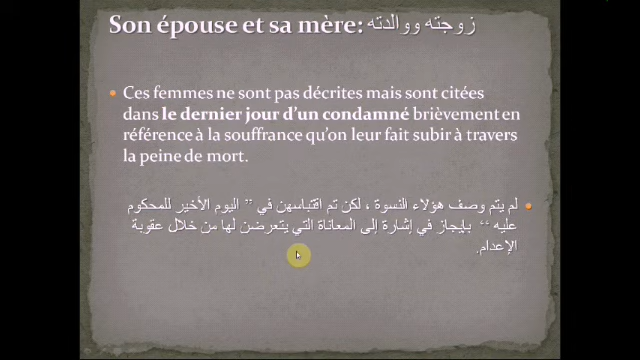 Son épouse et sa mère: زوجته ووالدته
Ces femmes ne sont pas décrites mais sont citées
dans le dernier jour d'un condamné brièvement en
référence à la souffrance qu'on leur fait subir à travers
la peine de mort.
لم يتم وصف هؤلاء النسوة ، لكن تم اقتباسهن في " اليوم الأخير للمحكوم
عليه " بإيجاز في إشارة إلى المعاناة التي يتعرضن لها من خلال عقوبة
الإعدام.